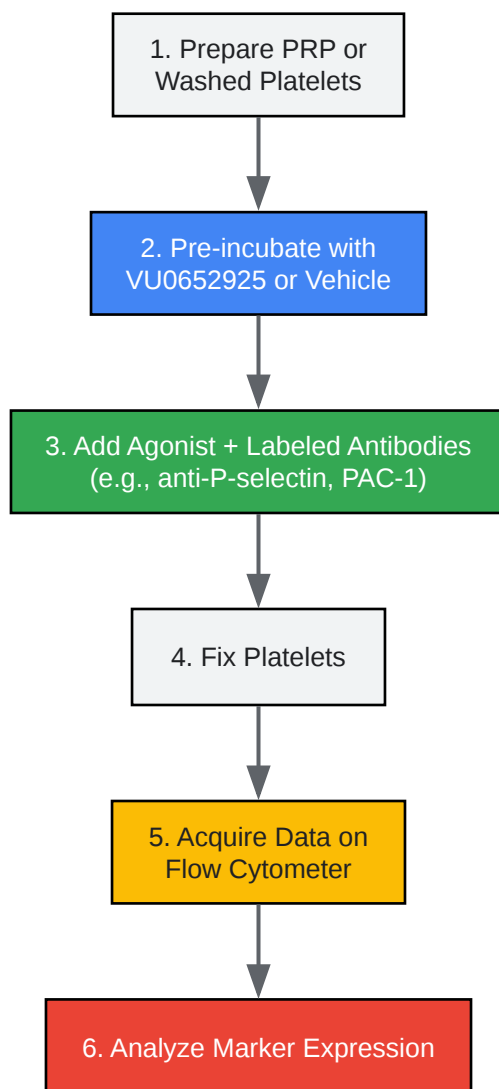 1. Prepare PRP or
Washed Platelets
2. Pre-incubate with
VU0652925 or Vehicle
3. Add Agonist + Labeled Antibodies
(e.g., anti-P-selectin, PAC-1)
4. Fix Platelets
5. Acquire Data on
Flow Cytometer
6. Analyze Marker Expression